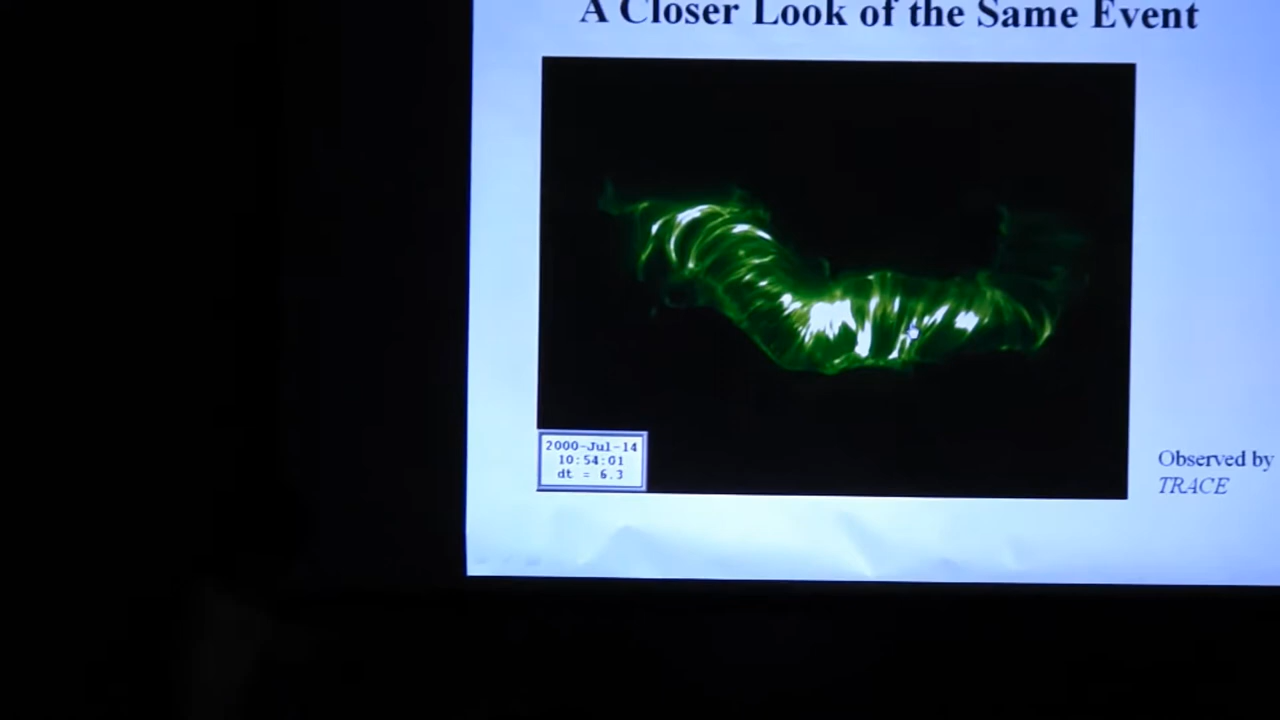 A Closer Look of the Same Event
2000-Jul-14
10:54:01
dt = 6.3
Observed by
TRACE